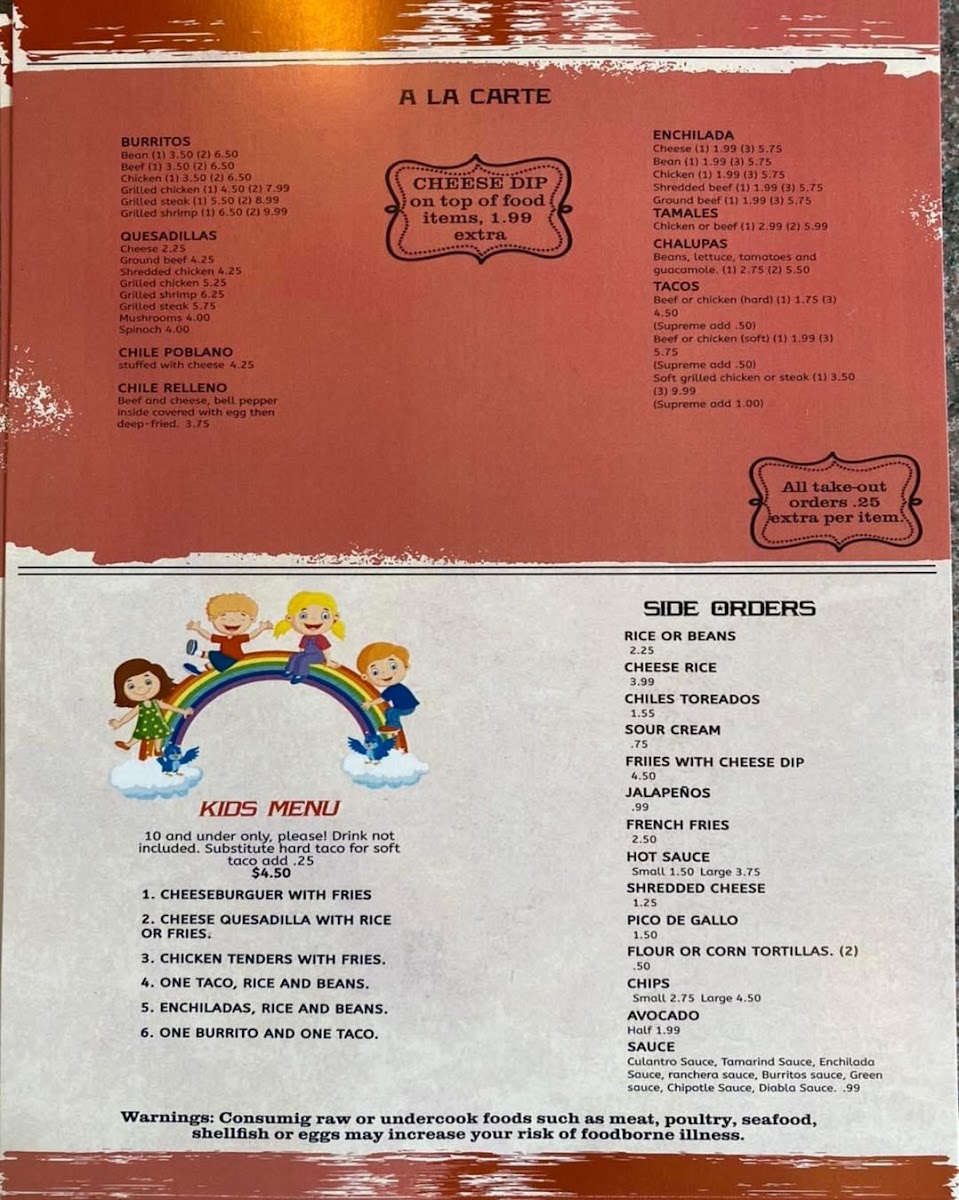 A LA CARTE
BURRITOS
Bean (1) 3.50 (2) 6.50
Beef (1) 3.50 (2) 6.50
Chicken (1) 3.50 (2) 6.50
Grilled chicken (1) 4.50 (2) 7.99
Grilled steak (1) 5.50 (2) 8.99
Grilled shrimp (1) 6.50 (2) 9.99
QUESADILLAS
Cheese 2.25
Ground beef 4.25
Shredded chicken 4.25
Grilled chicken 5.25
Grilled shrimp 6.25
Grilled steak 5.75
Mushrooms 4.00
Spinoch 4.00
CHILE POBLANO
stuffed with cheese 4.25
CHILE RELLENO
Beef and cheese, bell pepper
inside covered with egg then
deep-fried. 3.75
CHEESE DIP
on top of food
items, 1.99
extra
ENCHILADA
Cheese (1) 1.99 (3) 5.75
Bean (1) 1.99 (3) 5.75
Chicken (1) 1.99 (3) 5.75
Shredded beef (1) 1.99 (3) 5.75
Ground beef (1) 1.99 (3) 5.75
TAMALES
Chicken or beef (1) 2.99 (2) 5.99
CHALUPAS
Beans, lettuce, tomatoes and
guacamole. (1) 2.75 (2) 5.50
TACOS
Beef or chicken (hard) (1) 1.75 (3)
4.50
(Supreme add .50)
Beef or chicken (soft) (1) 1.99 (3)
5.75
(Supreme add .50)
Soft grilled chicken or steak (1) 3.50
(3) 9.99
(Supreme add 1.00)
All take-out
orders .25
extra per item.
KIDS MENU
10 and under only, please! Drink not
included. Substitute hard taco for soft
taco add .25
$4.50
1. CHEESEBURGUER WITH FRIES
2. CHEESE QUESADILLA WITH RICE
OR FRIES.
3. CHICKEN TENDERS WITH FRIES.
4. ONE TACO, RICE AND BEANS.
5. ENCHILADAS, RICE AND BEANS.
6. ONE BURRITO AND ONE TACO.
SIDE ORDERS
RICE OR BEANS
2.25
CHEESE RICE
3.99
CHILES TOREADOS
1.55
SOUR CREAM
.75
FRIIES WITH CHEESE DIP
4.50
JALAPEÑOS
.99
FRENCH FRIES
2.50
HOT SAUCE
Small 1.50 Large 3.75
SHREDDED CHEESE
1.25
PICO DE GALLO
1.50
FLOUR OR CORN TORTILLAS. (2)
.50
CHIPS
Small 2.75 Large 4.50
AVOCADO
Half 1.99
SAUCE
Culantro Sauce, Tamarind Sauce, Enchilada
Sauce, ranchera sauce, Burritos sauce, Green
sauce, Chipotle Sauce, Diabla Sauce. .99
Warnings: Consumig raw or undercook foods such as meat, poultry, seafood,
shellfish or eggs may increase your risk of foodborne illness.